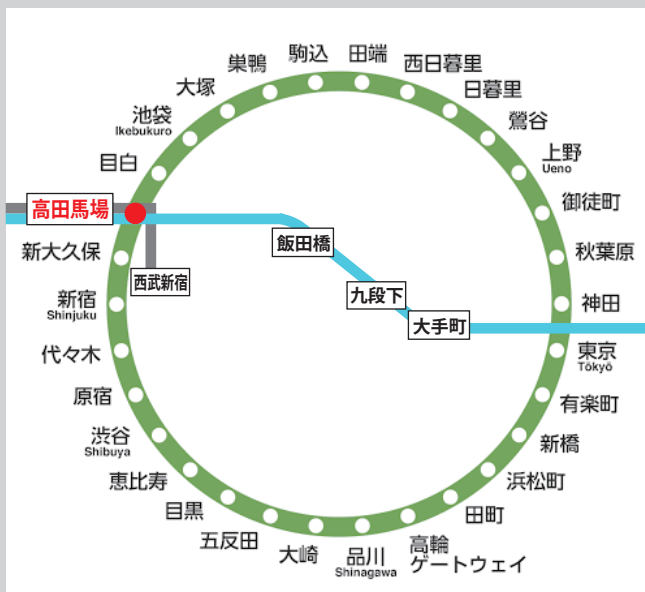 駒込
田端
巣鴨
西日暮里
大塚
日暮里
池袋
Ikebukuro
鶯谷
目白
上野
Ueno
高田馬場
御徒町
飯田橋
新大久保
秋葉原
西武新宿
九段下
新宿
Shinjuku
神田
大手町
代々木
東京
Tōkyō
原宿
有楽町
渋谷
Shibuya
新橋
恵比寿
浜松町
目黒
田町
五反田
大崎
品川
Shinagawa
高輪
ゲートウェイ